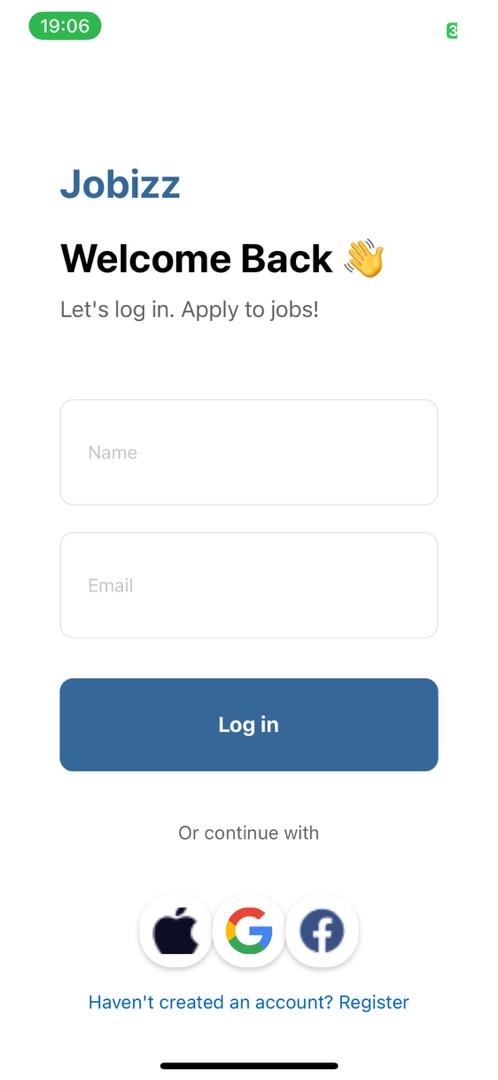 19:06
Jobizz
Welcome Back 👋
Let's log in. Apply to jobs!
Name
Email
Log in
Or continue with
Haven't created an account? Register